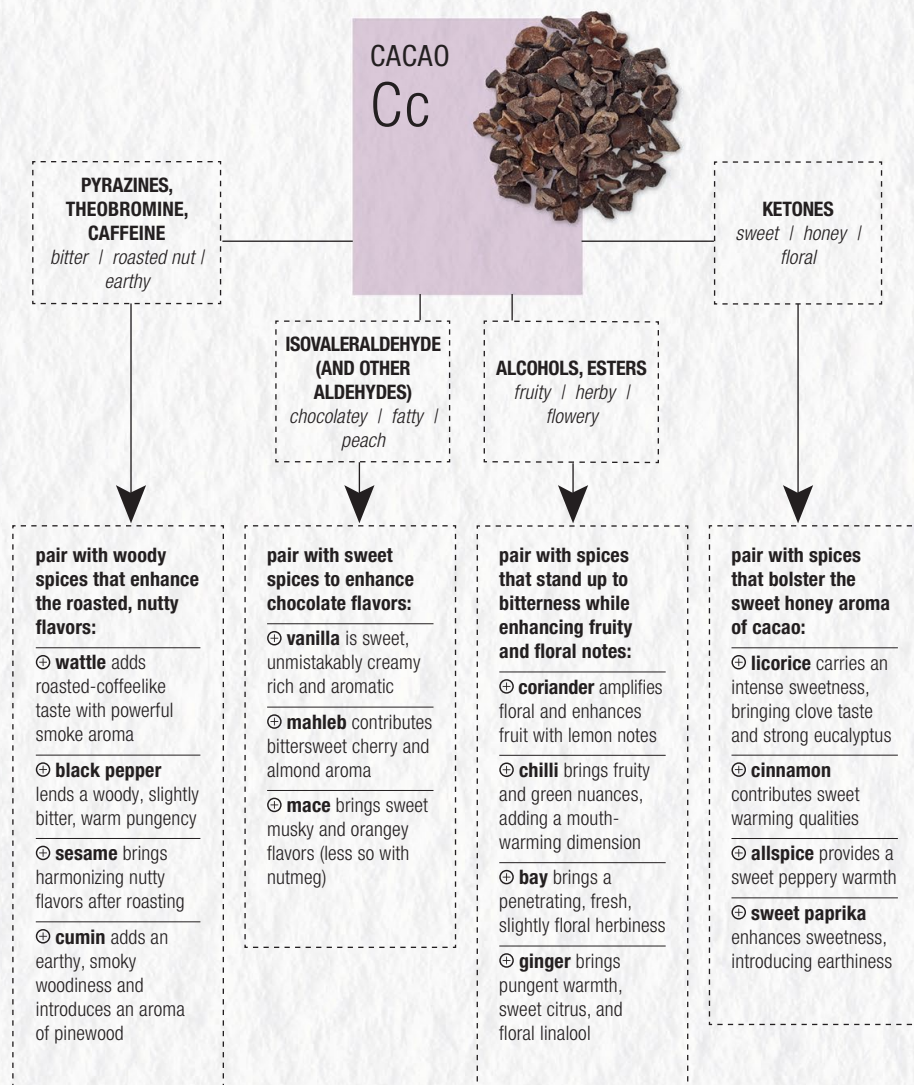 CACAO
Cc
PYRAZINES,
THEOBROMINE,
CAFFEINE
bitter | roasted nut |
earthy
KETONES
sweet | honey |
floral
ISOVALERALDEHYDE
(AND OTHER
ALDEHYDES)
chocolatey | fatty |
peach
ALCOHOLS, ESTERS
fruity | herby |
flowery
pair with woody
spices that enhance
the roasted, nutty
flavors:
⊕ wattle adds
roasted-coffeelike
taste with powerful
smoke aroma
⊕ black pepper
lends a woody, slightly
bitter, warm pungency
⊕ sesame brings
harmonizing nutty
flavors after roasting
⊕ cumin adds an
earthy, smoky
woodiness and
introduces an aroma
of pinewood
pair with sweet
spices to enhance
chocolate flavors:
⊕ vanilla is sweet,
unmistakably creamy
rich and aromatic
⊕ mahleb contributes
bittersweet cherry and
almond aroma
⊕ mace brings sweet
musky and orangey
flavors (less so with
nutmeg)
pair with spices
that stand up to
bitterness while
enhancing fruity
and floral notes:
⊕ coriander amplifies
floral and enhances
fruit with lemon notes
⊕ chilli brings fruity
and green nuances,
adding a mouth-
warming dimension
⊕ bay brings a
penetrating, fresh,
slightly floral herbiness
⊕ ginger brings
pungent warmth,
sweet citrus, and
floral linalool
pair with spices
that bolster the
sweet honey aroma
of cacao:
⊕ licorice carries an
intense sweetness,
bringing clove taste
and strong eucalyptus
⊕ cinnamon
contributes sweet
warming qualities
⊕ allspice provides a
sweet peppery warmth
⊕ sweet paprika
enhances sweetness,
introducing earthiness